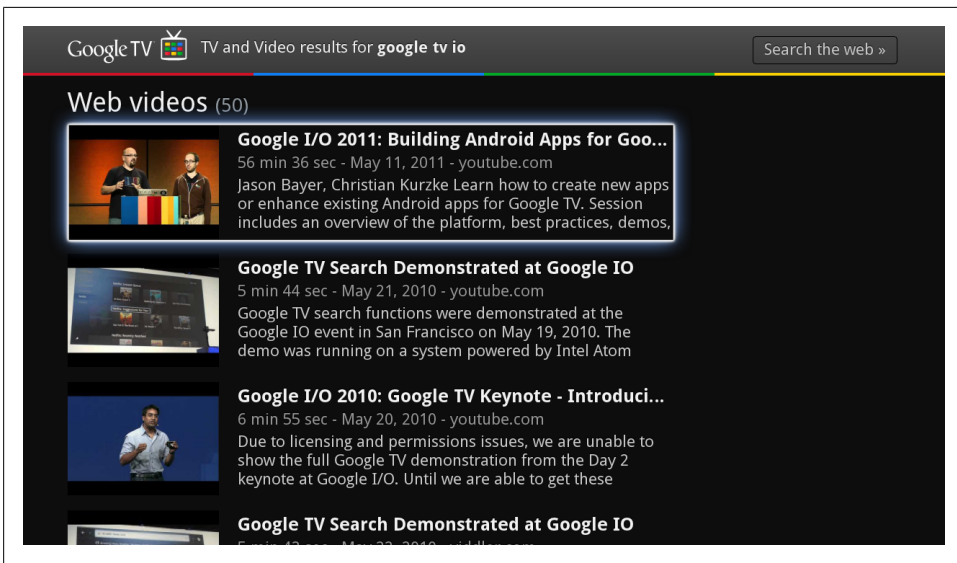 Google TV TV and Video results for google tv io
Search the web »
Web videos (50)
Google I/O 2011: Building Android Apps for Goo...
56 min 36 sec - May 11, 2011 - youtube.com
Jason Bayer, Christian Kurzke Learn how to create new apps
or enhance existing Android apps for Google TV. Session
includes an overview of the platform, best practices, demos,
Google TV Search Demonstrated at Google IO
5 min 44 sec - May 21, 2010 - youtube.com
Google TV search functions were demonstrated at the
Google IO event in San Francisco on May 19, 2010. The
demo was running on a system powered by Intel Atom
Google I/O 2010: Google TV Keynote - Introduci...
6 min 55 sec - May 20, 2010 - youtube.com
Due to licensing and permissions issues, we are unable to
show the full Google TV demonstration from the Day 2
keynote at Google I/O. Until we are able to get these
Google TV Search Demonstrated at Google IO